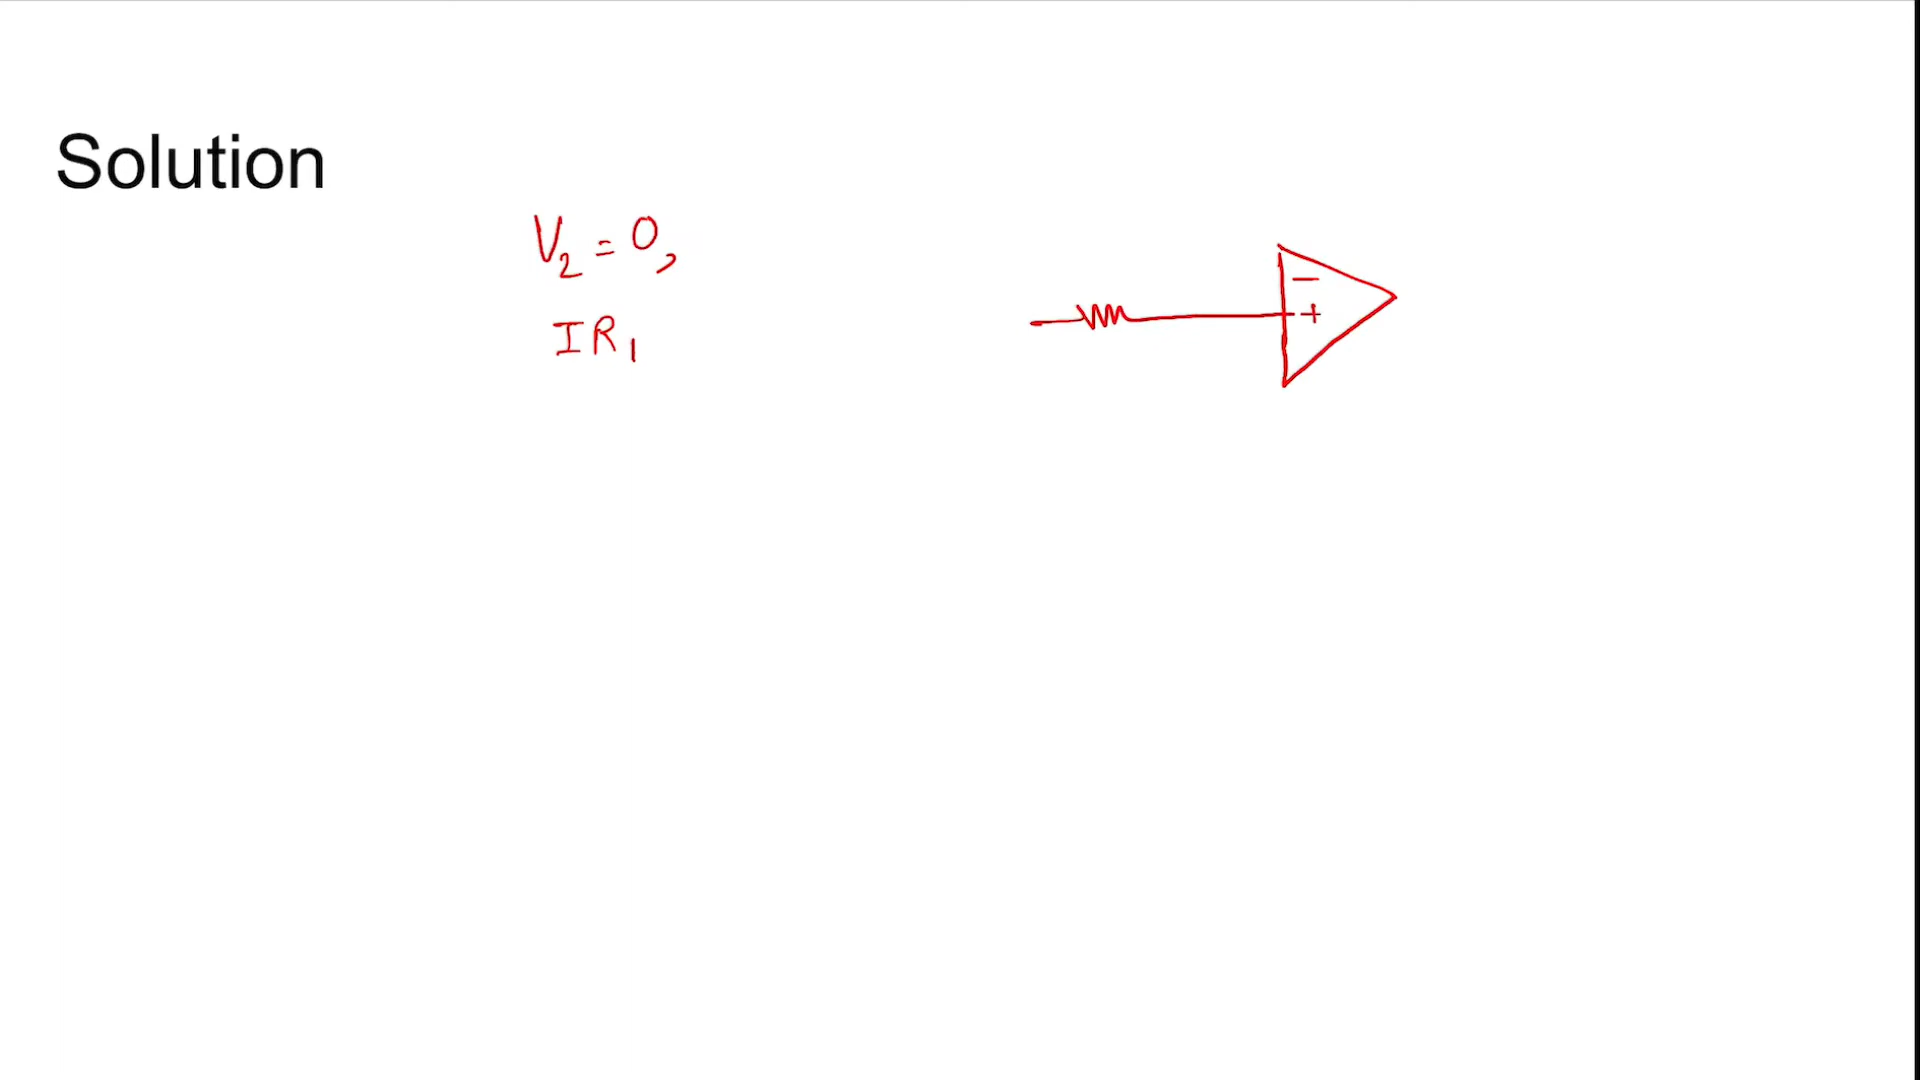 Solution
V₂ = 0,
IR₁
−
+